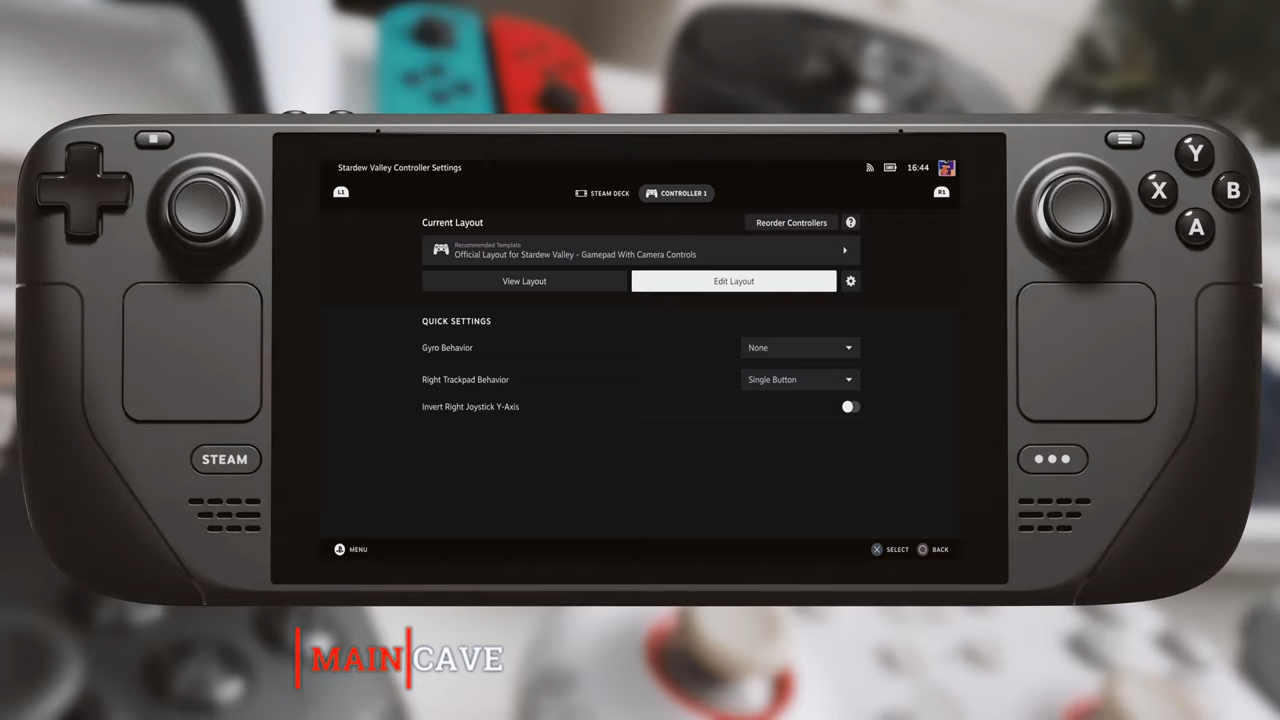 Stardew Valley Controller Settings
16:44
L1
STEAM DECK
CONTROLLER 1
R1
Current Layout
Reorder Controllers
?
Recommended Template
Official Layout for Stardew Valley - Gamepad With Camera Controls
View Layout
Edit Layout
QUICK SETTINGS
Gyro Behavior
None
Right Trackpad Behavior
Single Button
Invert Right Joystick Y-Axis
MENU
SELECT
BACK
Y
X
B
A
STEAM
MAIN CAVE